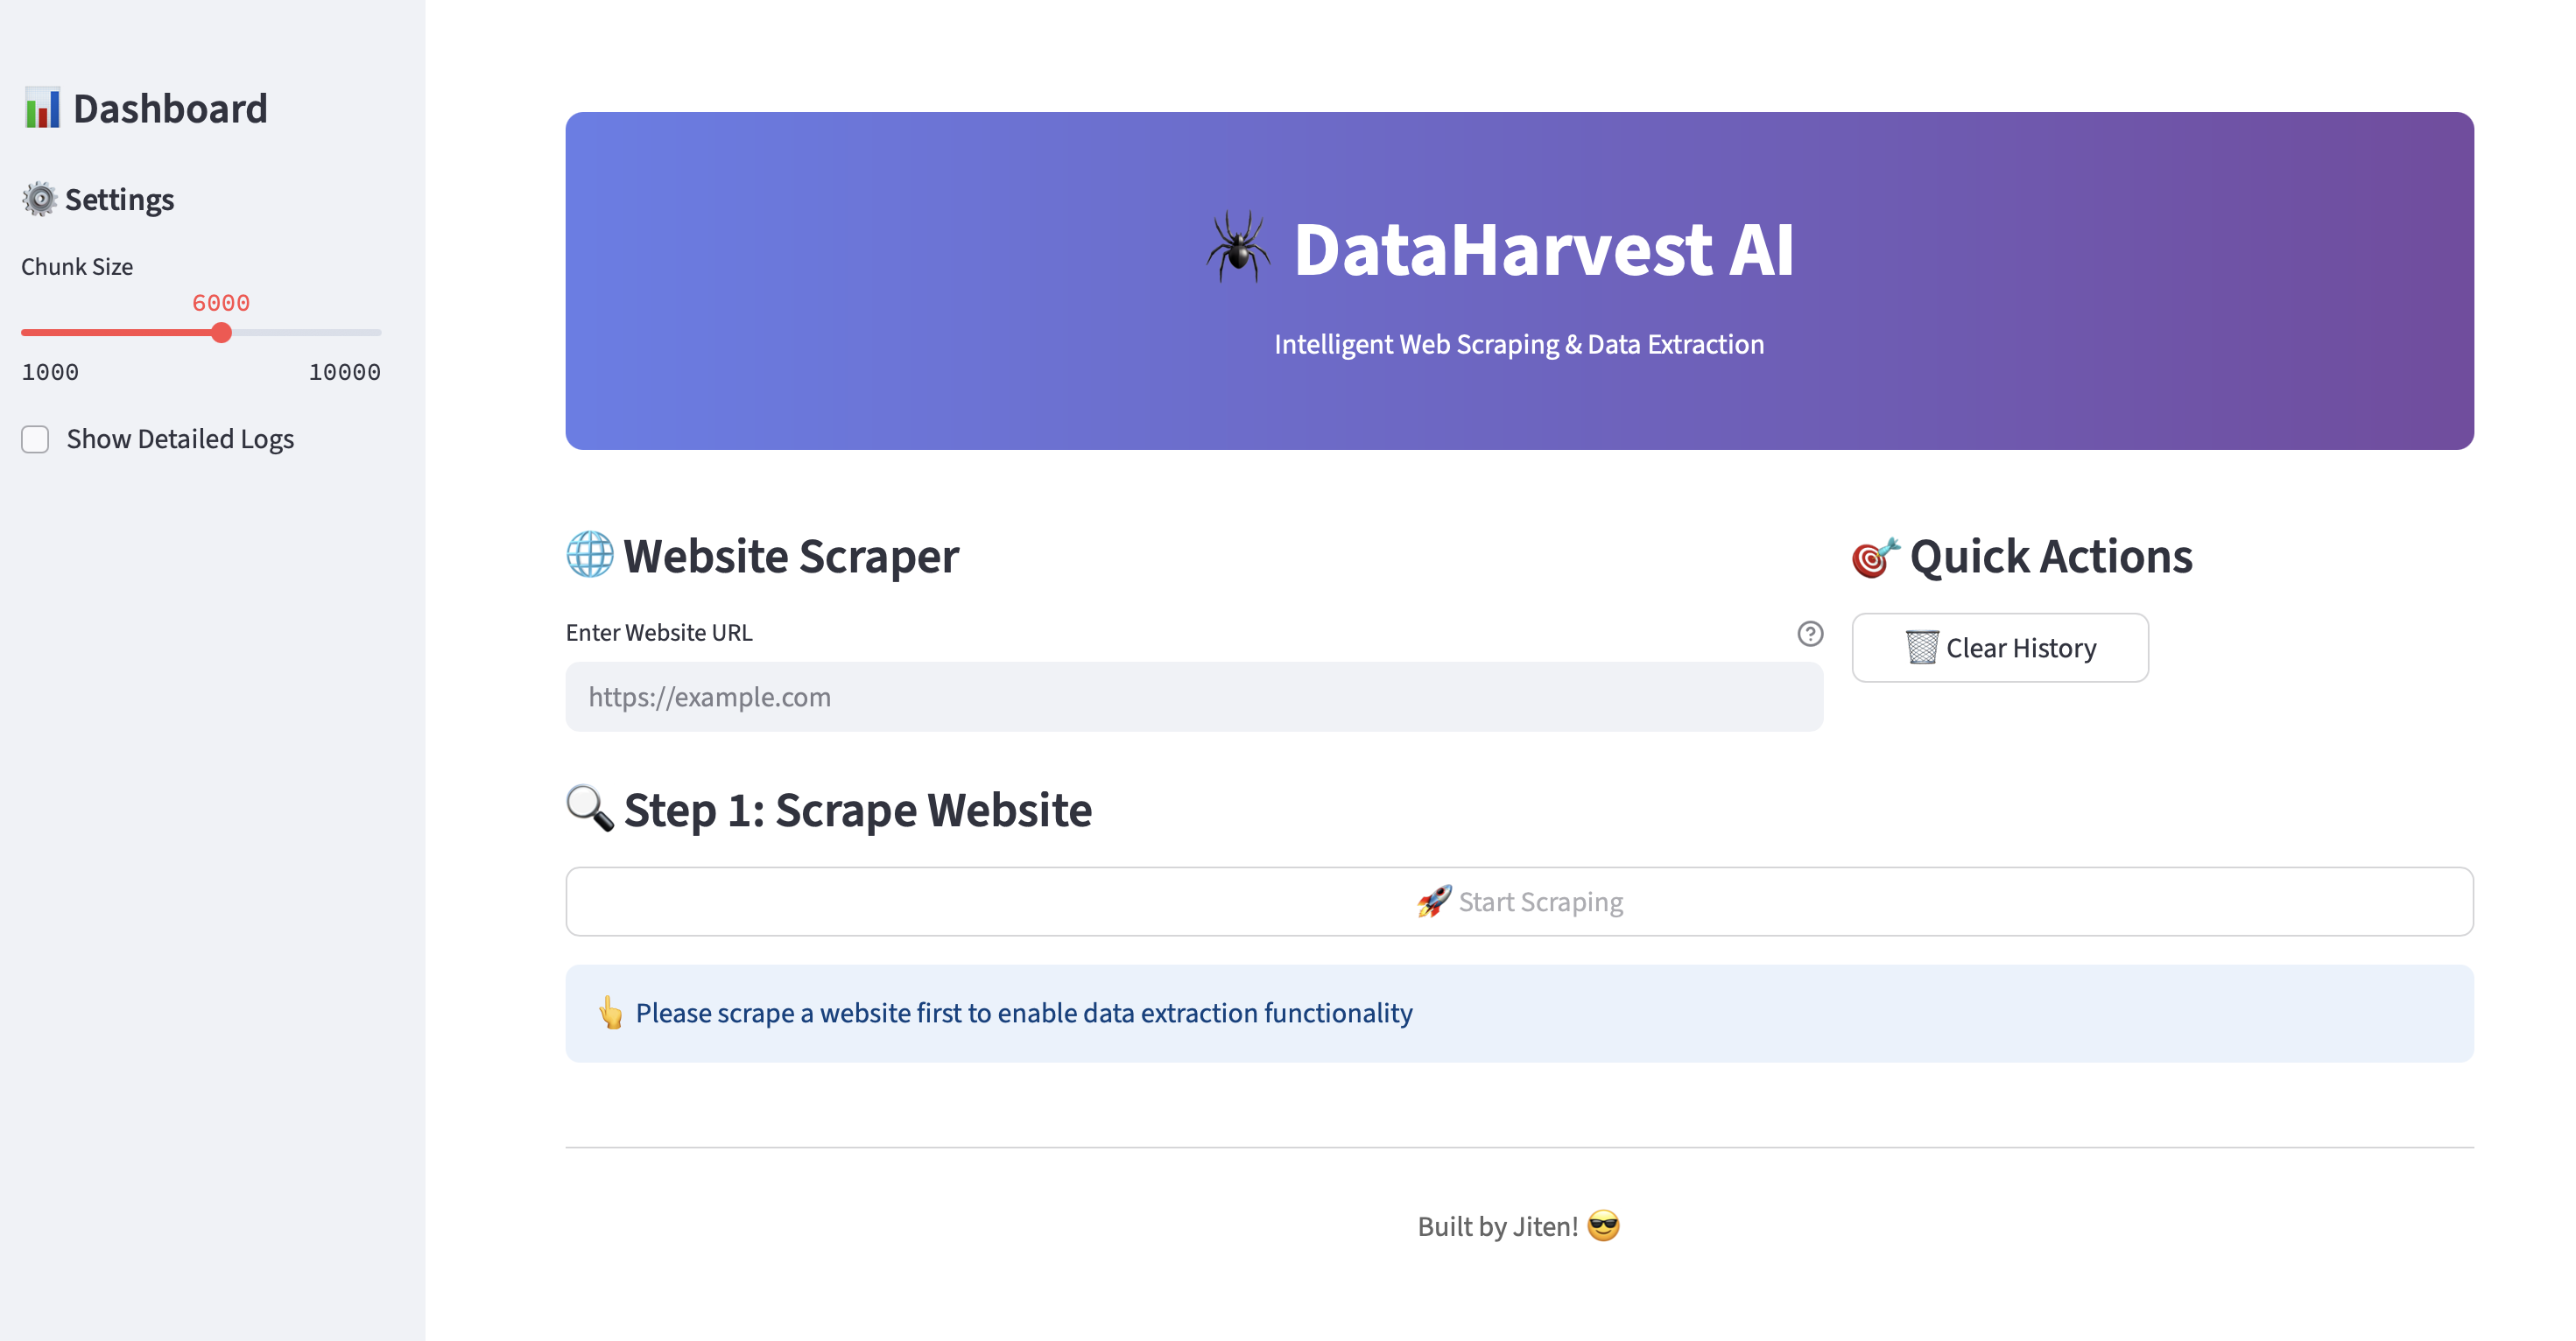 📊 Dashboard
⚙️ Settings
Chunk Size
6000
1000 10000
Show Detailed Logs
🕷️ DataHarvest AI
Intelligent Web Scraping & Data Extraction
🌐 Website Scraper
Enter Website URL
https://example.com
🎯 Quick Actions
🗑️ Clear History
🔍 Step 1: Scrape Website
🚀 Start Scraping
👆 Please scrape a website first to enable data extraction functionality
Built by Jiten! 😎